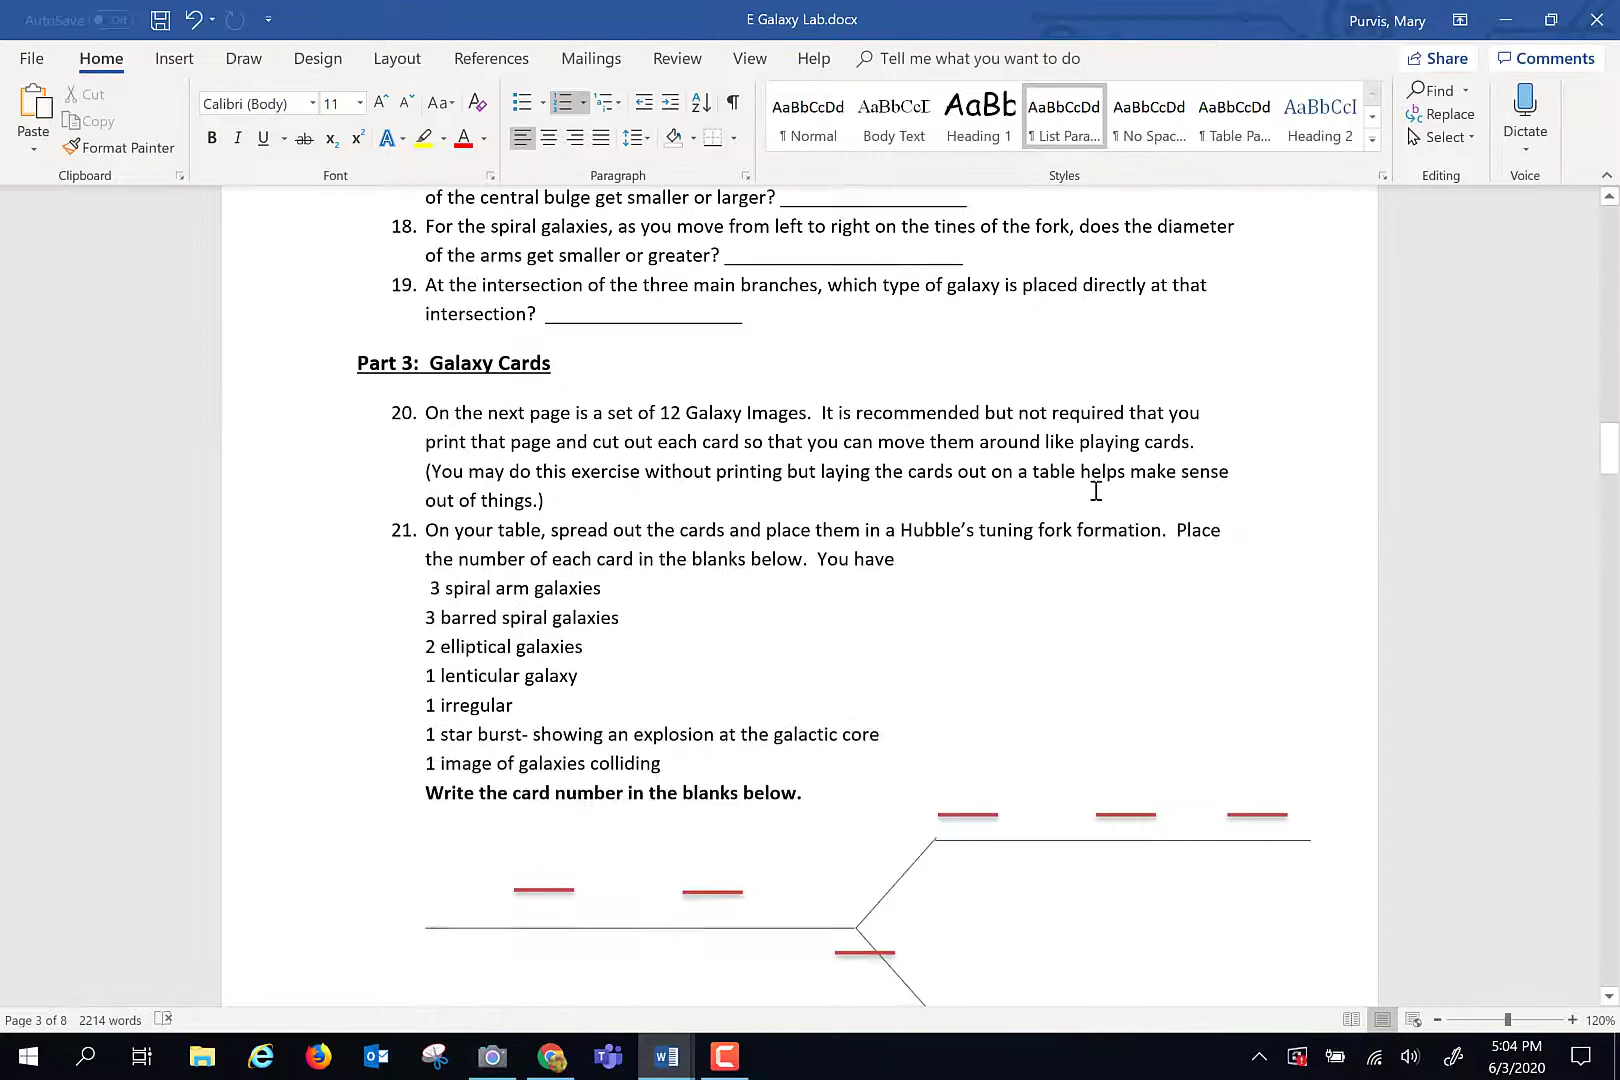 AutoSave Off
E Galaxy Lab.docx
Purvis, Mary
File Home Insert Draw Design Layout References Mailings Review View Help Tell me what you want to do Share Comments
Paste
Cut
Copy
Format Painter
Clipboard
Calibri (Body) 11
Font
Paragraph
AaBbCcDd AaBbCcD AaBb AaBbCcDd AaBbCcDd AaBbCcDd AaBbCcI
¶ Normal Body Text Heading 1 ¶ List Para... ¶ No Spac... ¶ Table Pa... Heading 2
Styles
Find
Replace
Select
Editing
Dictate
Voice
of the central bulge get smaller or larger? ____________________
18. For the spiral galaxies, as you move from left to right on the tines of the fork, does the diameter
of the arms get smaller or greater? __________________________
19. At the intersection of the three main branches, which type of galaxy is placed directly at that
intersection? _____________________
Part 3: Galaxy Cards
20. On the next page is a set of 12 Galaxy Images. It is recommended but not required that you
print that page and cut out each card so that you can move them around like playing cards.
(You may do this exercise without printing but laying the cards out on a table helps make sense
out of things.)
21. On your table, spread out the cards and place them in a Hubble’s tuning fork formation. Place
the number of each card in the blanks below. You have
3 spiral arm galaxies
3 barred spiral galaxies
2 elliptical galaxies
1 lenticular galaxy
1 irregular
1 star burst- showing an explosion at the galactic core
1 image of galaxies colliding
Write the card number in the blanks below.
Page 3 of 8 2214 words
120%
5:04 PM
6/3/2020